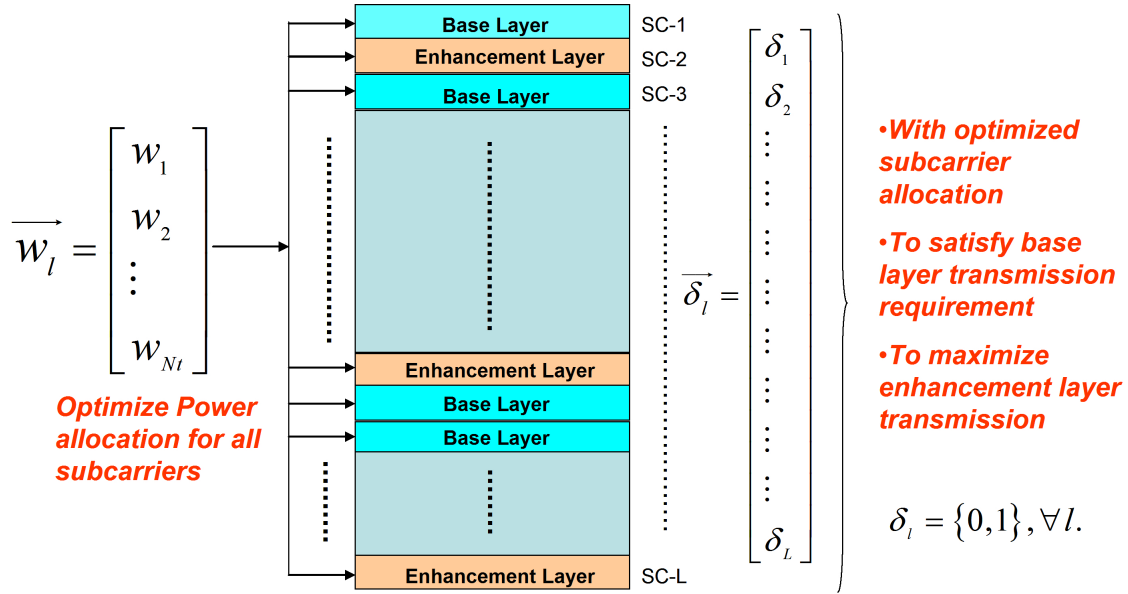 Base Layer SC-1
Enhancement Layer SC-2
Base Layer SC-3
w_l = [ w_1
w_2
⋮
w_Nt ]
Optimize Power
allocation for all
subcarriers
Enhancement Layer
Base Layer
Base Layer
Enhancement Layer SC-L
δ_l = [ δ_1
δ_2
⋮
⋮
⋮
⋮
⋮
⋮
⋮
⋮
δ_L ]
•With optimized
subcarrier
allocation
•To satisfy base
layer transmission
requirement
•To maximize
enhancement layer
transmission
δ_l = {0,1}, ∀ l.